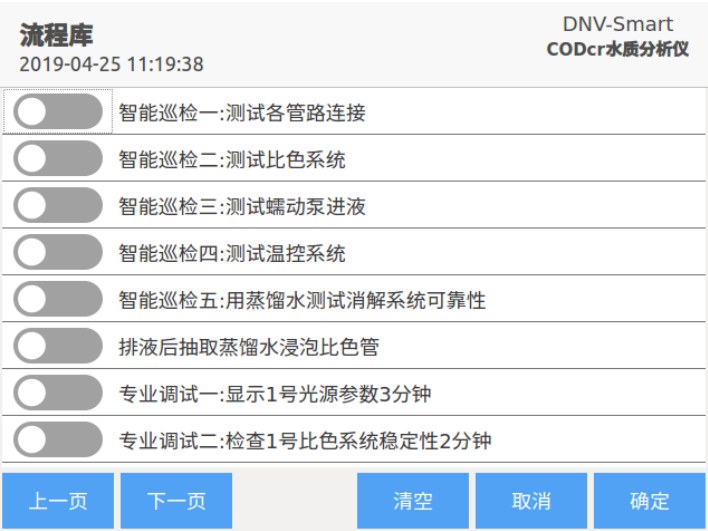 流程库
2019-04-25 11:19:38
DNV-Smart
CODcr水质分析仪
智能巡检一:测试各管路连接
智能巡检二:测试比色系统
智能巡检三:测试蠕动泵进液
智能巡检四:测试温控系统
智能巡检五:用蒸馏水测试消解系统可靠性
排液后抽取蒸馏水浸泡比色管
专业调试一:显示1号光源参数3分钟
专业调试二:检查1号比色系统稳定性2分钟
上一页 下一页 清空 取消 确定